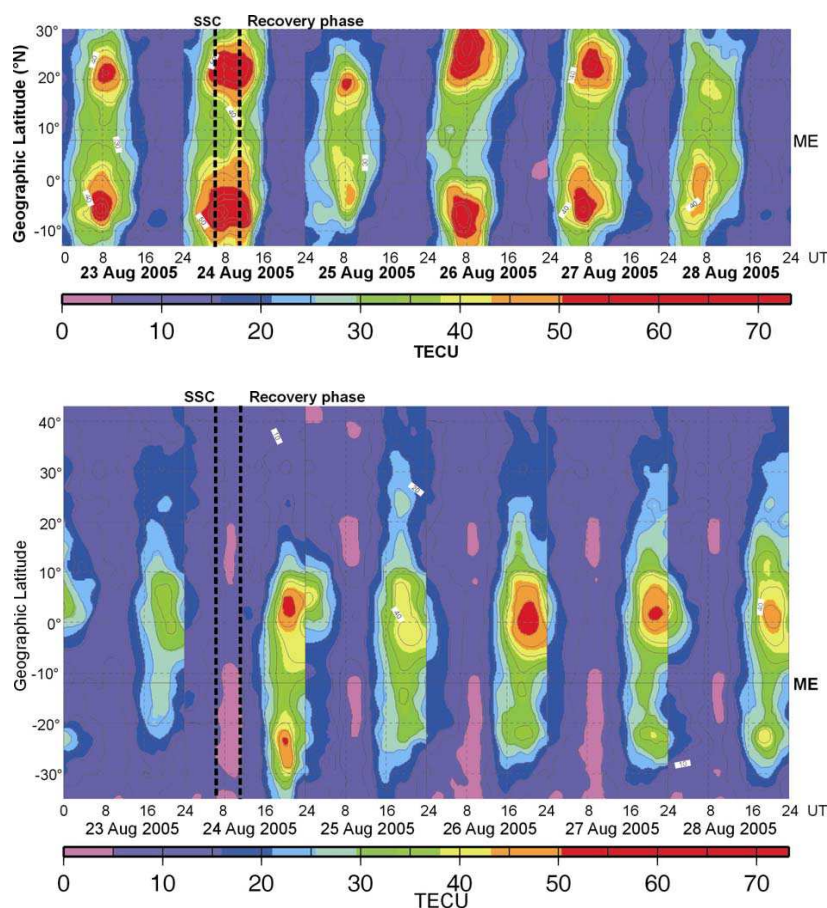 SSC Recovery phase
Geographic Latitude (°N)
30°
20°
10°
0°
-10°
ME
0 8 16 24 8 16 24 8 16 24 8 16 24 8 16 24 8 16 24 UT
23 Aug 2005 24 Aug 2005 25 Aug 2005 26 Aug 2005 27 Aug 2005 28 Aug 2005
0 10 20 30 40 50 60 70
TECU
SSC Recovery phase
Geographic Latitude
40°
30°
20°
10°
0°
-10°
-20°
-30°
ME
0 8 16 24 8 16 24 8 16 24 8 16 24 8 16 24 8 16 24 UT
23 Aug 2005 24 Aug 2005 25 Aug 2005 26 Aug 2005 27 Aug 2005 28 Aug 2005
0 10 20 30 40 50 60 70
TECU